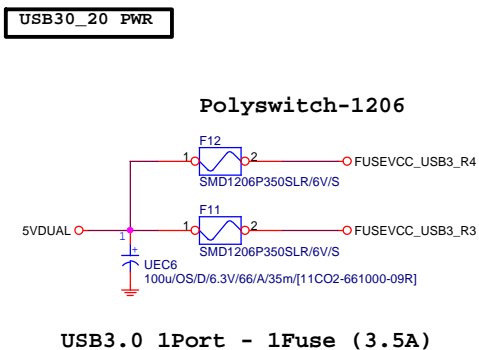 USB30_20 PWR
Polyswitch-1206
F12
1 2 FUSEVCC_USB3_R4
SMD1206P350SLR/6V/S
F11
5VDUAL 1 2 FUSEVCC_USB3_R3
1
SMD1206P350SLR/6V/S
+
UEC6
100u/OS/D/6.3V/66/A/35m/[11CO2-661000-09R]
USB3.0 1Port - 1Fuse (3.5A)